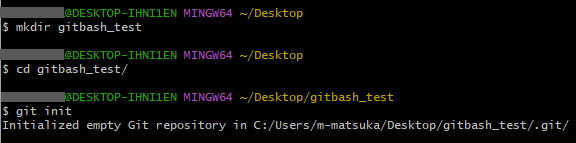 @DESKTOP-IHNI1EN MINGW64 ~/Desktop
$ mkdir gitbash_test
@DESKTOP-IHNI1EN MINGW64 ~/Desktop
$ cd gitbash_test/
@DESKTOP-IHNI1EN MINGW64 ~/Desktop/gitbash_test
$ git init
Initialized empty Git repository in C:/Users/m-matsuka/Desktop/gitbash_test/.git/